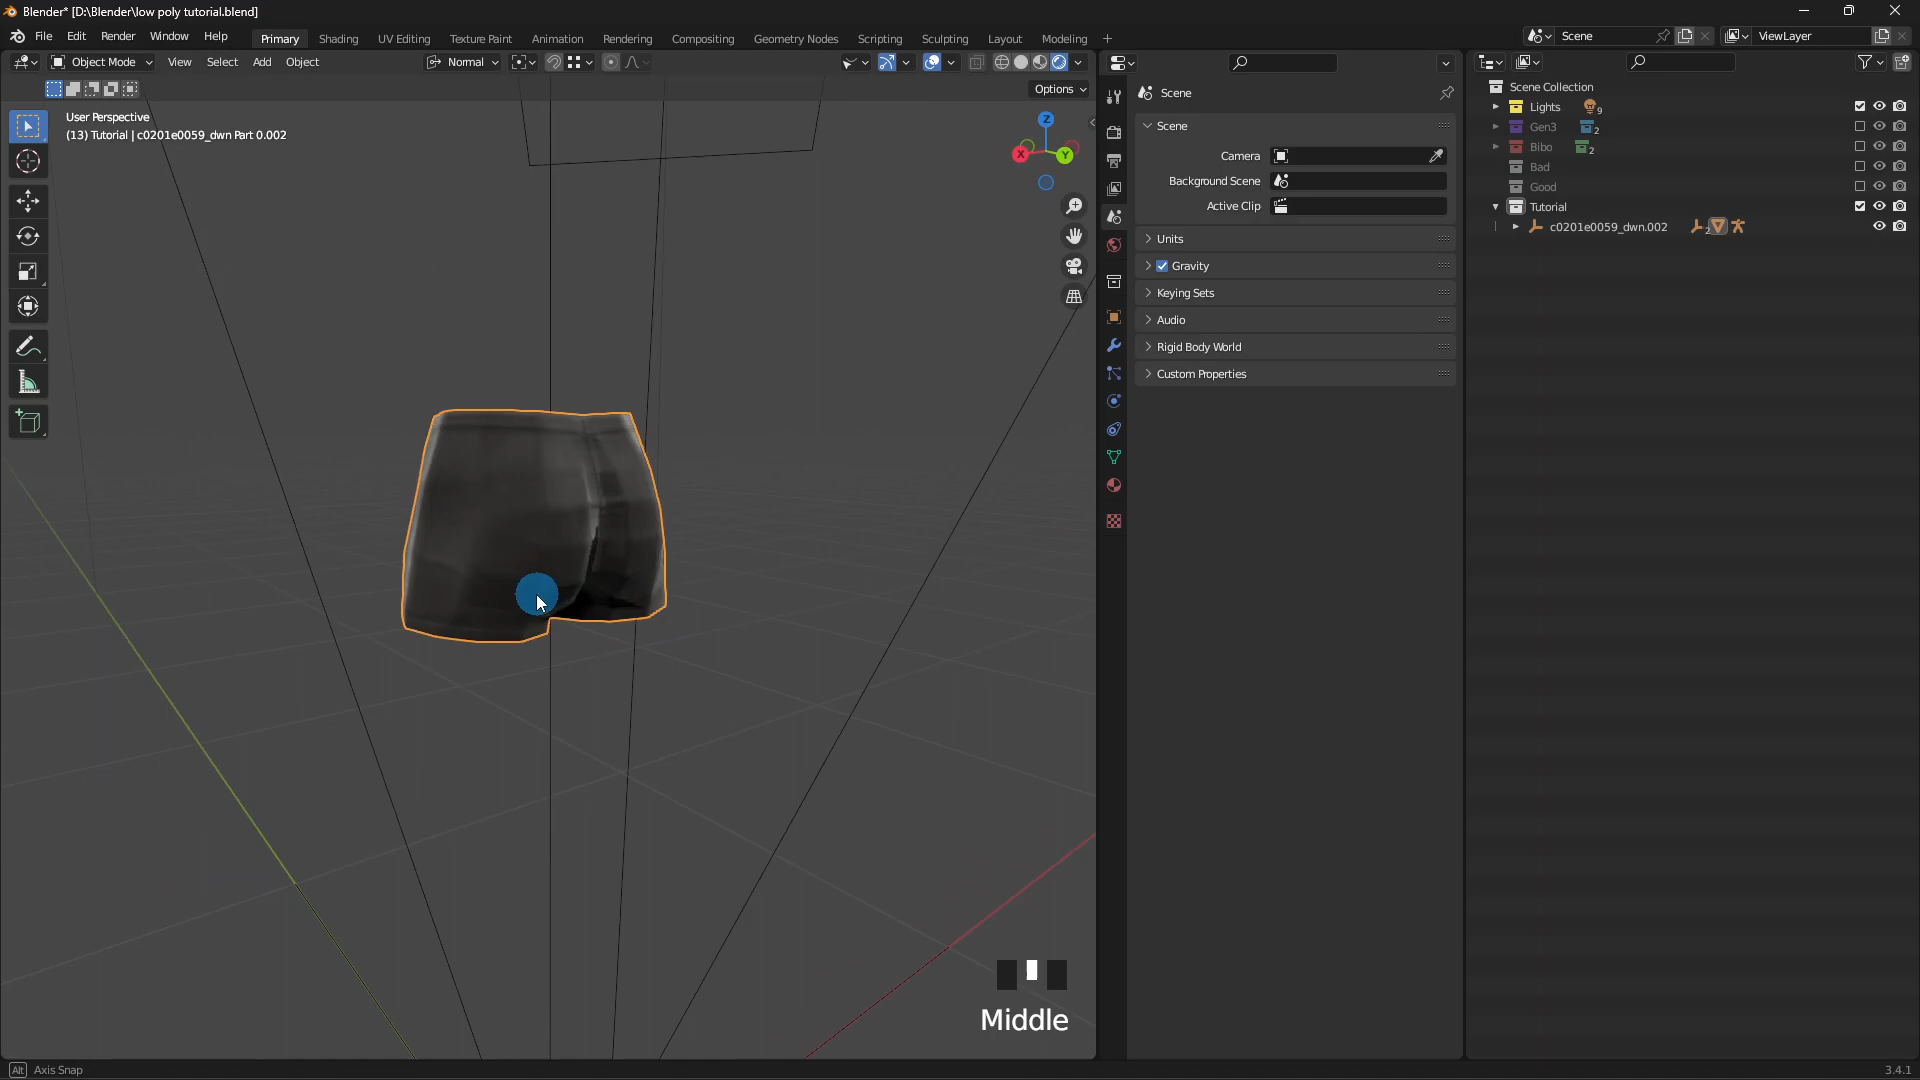 Blender* [D:\Blender\low poly tutorial.blend]
File Edit Render Window Help Primary Shading UV Editing Texture Paint Animation Rendering Compositing Geometry Nodes Scripting Sculpting Layout Modeling + Scene ViewLayer
Object Mode View Select Add Object Normal
Options
User Perspective
(13) Tutorial | c0201e0059_dwn Part 0.002
Z
X
Y
Scene
Scene
Camera
Background Scene
Active Clip
Units
Gravity
Keying Sets
Audio
Rigid Body World
Custom Properties
Scene Collection
Lights 9
Gen3 2
Bibo 2
Bad
Good
Tutorial
c0201e0059_dwn.002 2
Middle
Alt Axis Snap
3.4.1